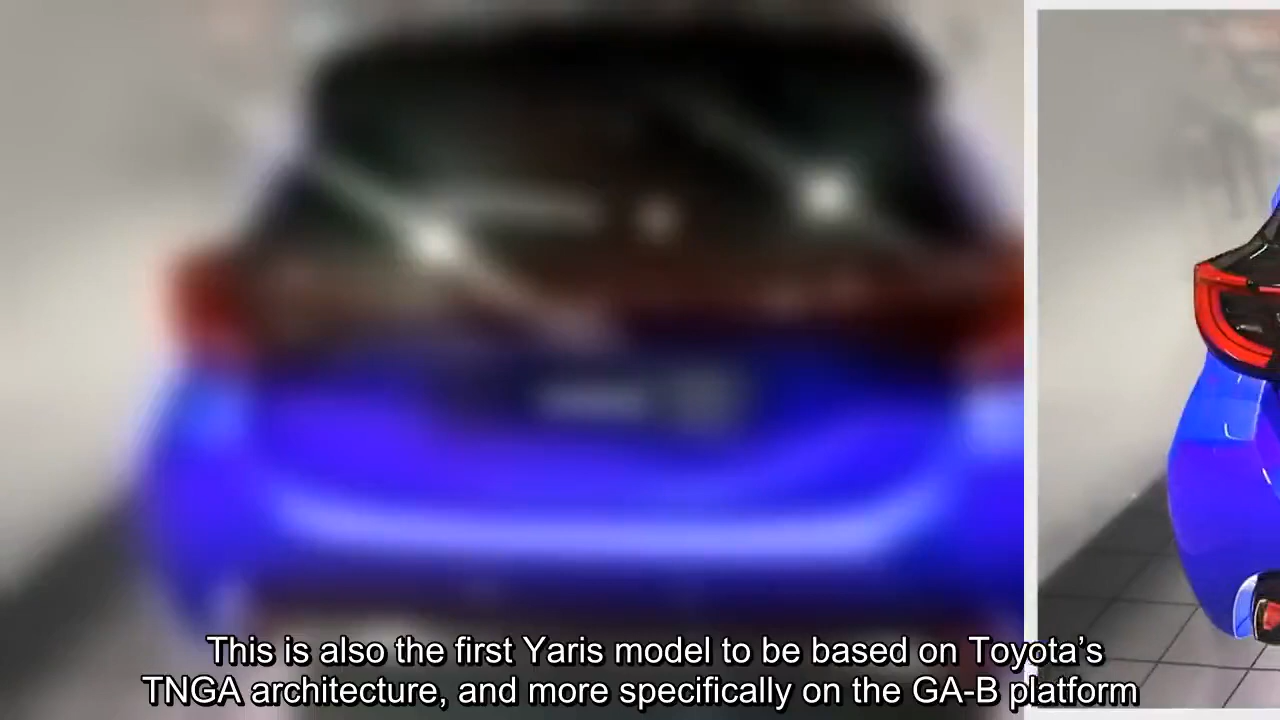 This is also the first Yaris model to be based on Toyota’s
TNGA architecture, and more specifically on the GA-B platform